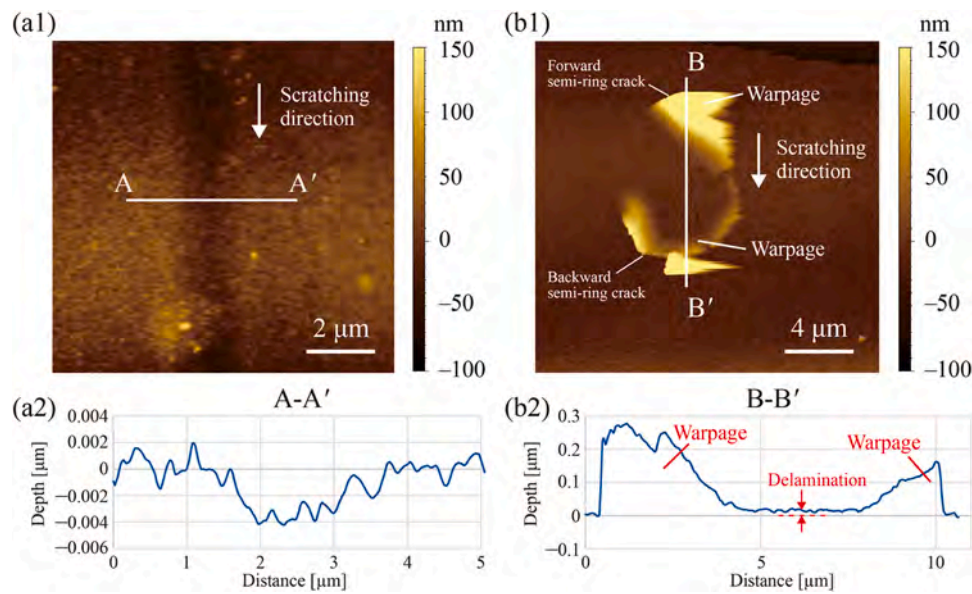 (a1)
nm
150
100
50
0
−50
−100
Scratching
direction
A
A′
2 μm
(b1)
nm
150
100
50
0
−50
−100
B
Forward
semi-ring crack
Warpage
Scratching
direction
Warpage
Backward
semi-ring crack
B′
4 μm
(a2)
A-A′
0.004
0.002
0
−0.002
−0.004
−0.006
Depth [μm]
0 1 2 3 4 5
Distance [μm]
(b2)
B-B′
0.3
0.2
0.1
0
−0.1
Depth [μm]
Warpage
Warpage
Delamination
0 5 10
Distance [μm]